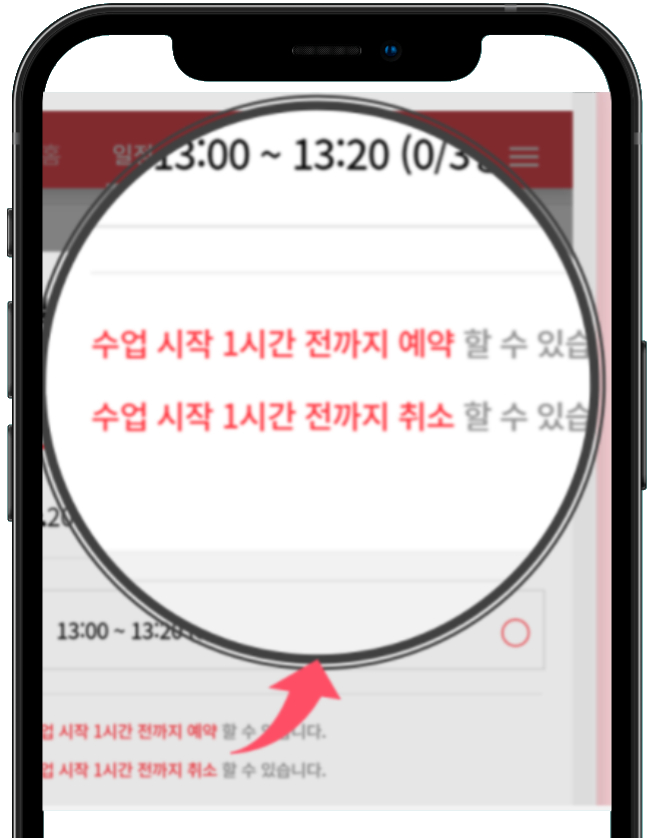 홈 일정
13:00 ~ 13:20 (0/3
수업 시작 1시간 전까지 예약 할 수 있습
수업 시작 1시간 전까지 취소 할 수 있습
.20
13:00 ~ 13:20
업 시작 1시간 전까지 예약 할 수 있습니다.
업 시작 1시간 전까지 취소 할 수 있습니다.